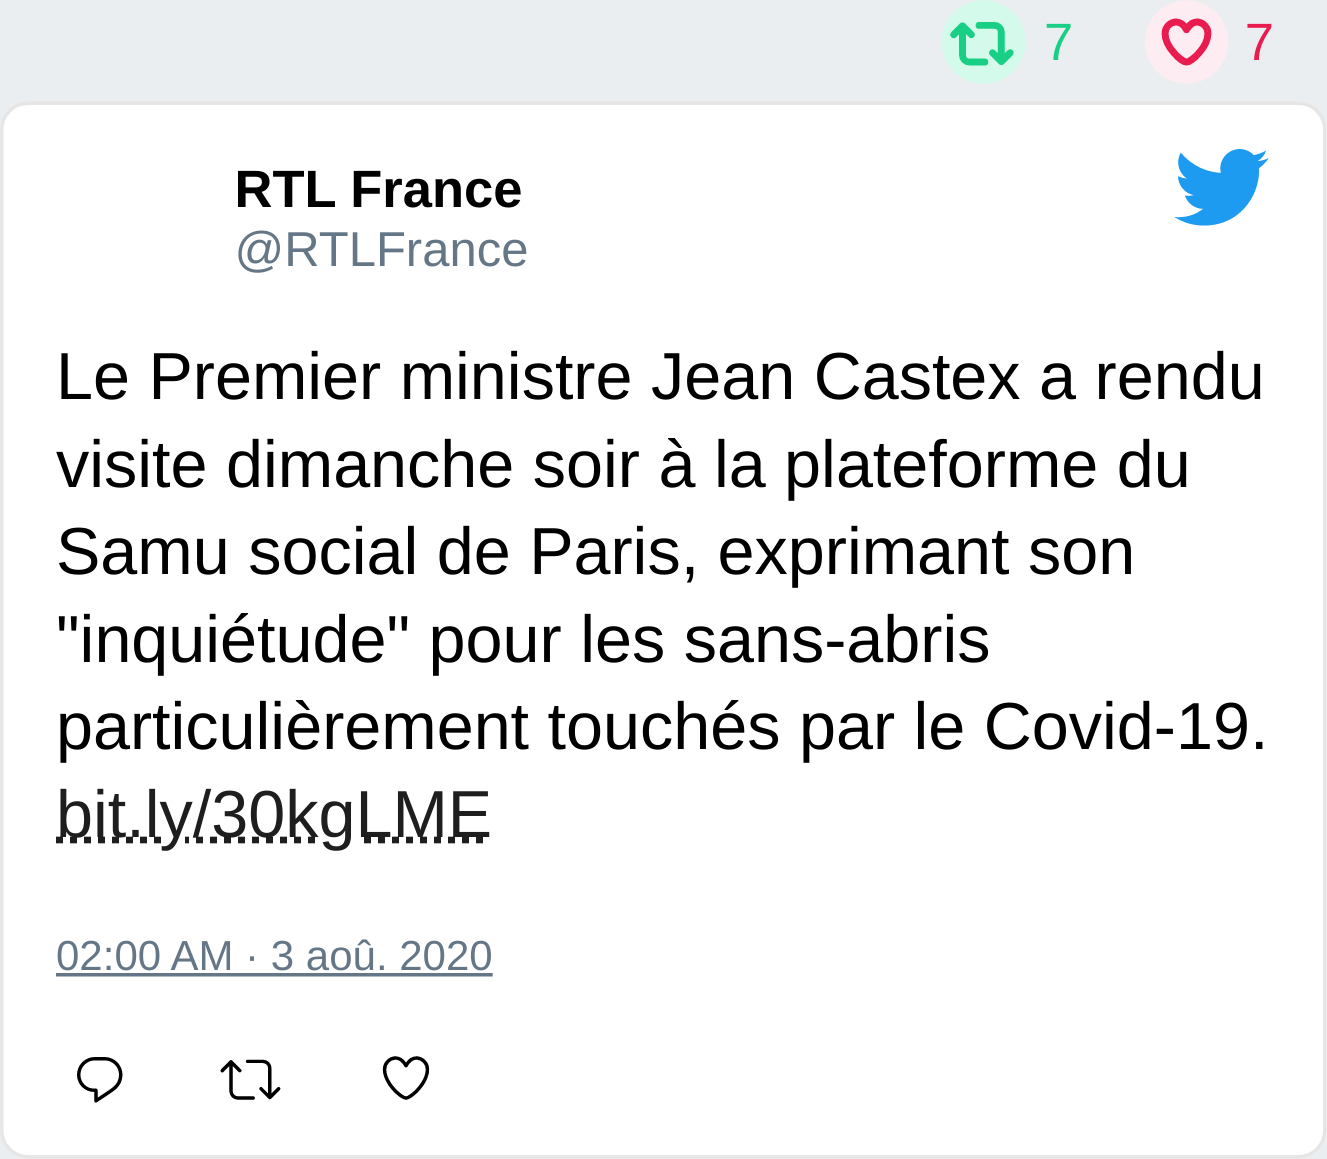 7 7
RTL France
@RTLFrance
Le Premier ministre Jean Castex a rendu
visite dimanche soir à la plateforme du
Samu social de Paris, exprimant son
"inquiétude" pour les sans-abris
particulièrement touchés par le Covid-19.
bit.ly/30kgLME
02:00 AM · 3 aoû. 2020